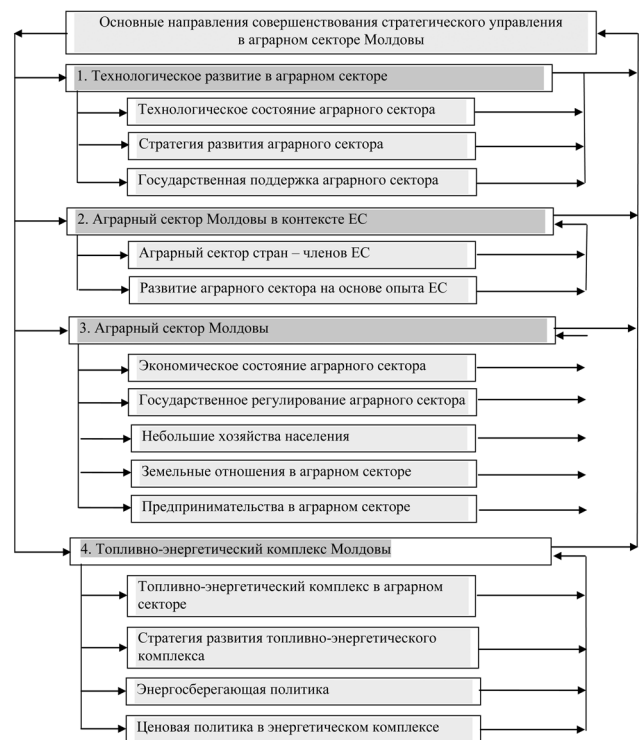 Основные направления совершенствования стратегического управления
в аграрном секторе Молдовы
1. Технологическое развитие в аграрном секторе
Технологическое состояние аграрного сектора
Стратегия развития аграрного сектора
Государственная поддержка аграрного сектора
2. Аграрный сектор Молдовы в контексте ЕС
Аграрный сектор стран – членов ЕС
Развитие аграрного сектора на основе опыта ЕС
3. Аграрный сектор Молдовы
Экономическое состояние аграрного сектора
Государственное регулирование аграрного сектора
Небольшие хозяйства населения
Земельные отношения в аграрном секторе
Предпринимательства в аграрном секторе
4. Топливно-энергетический комплекс Молдовы
Топливно-энергетический комплекс в аграрном
секторе
Стратегия развития топливно-энергетического
комплекса
Энергосберегающая политика
Ценовая политика в энергетическом комплексе